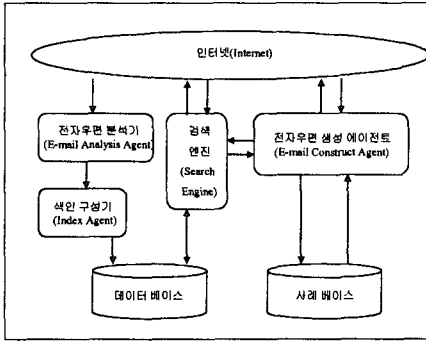 인터넷(Internet)
전자우편 분석기
(E-mail Analysis Agent)
색인 구성기
(Index Agent)
검색
엔진
(Search
Engine)
전자우편 생성 에이전트
(E-mail Construct Agent)
데이터 베이스
사례 베이스